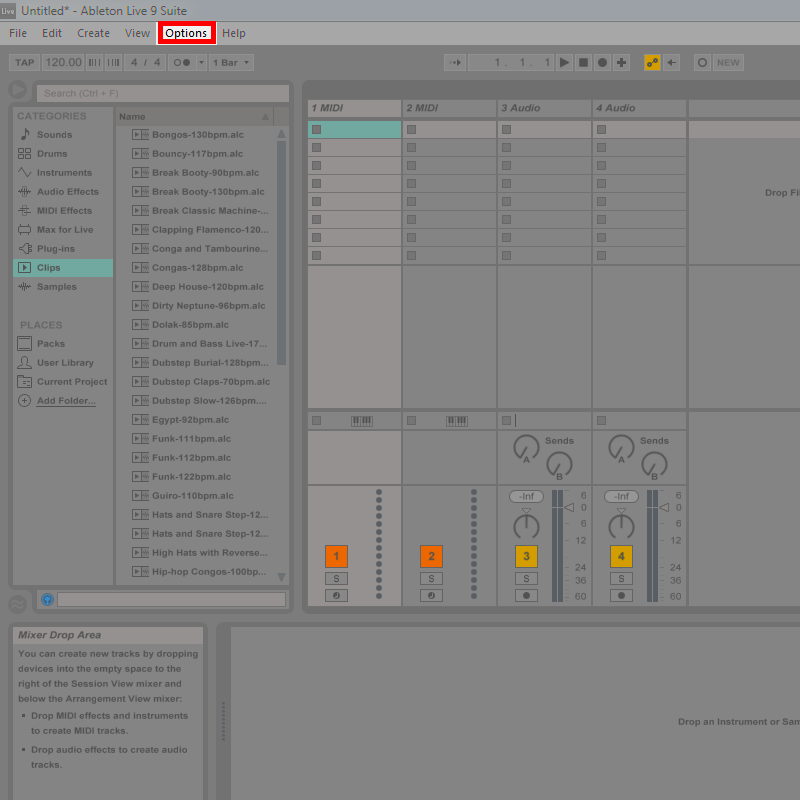 Live Untitled* - Ableton Live 9 Suite
File Edit Create View Options Help
TAP 120.00 4 / 4 1 Bar 1. 1. 1 NEW
Search (Ctrl + F)
CATEGORIES
Sounds
Drums
Instruments
Audio Effects
MIDI Effects
Max for Live
Plug-ins
Clips
Samples
PLACES
Packs
User Library
Current Project
Add Folder...
Name
Bongos-130bpm.alc
Bouncy-117bpm.alc
Break Booty-90bpm.alc
Break Booty-130bpm.alc
Break Classic Machine-...
Clapping Flamenco-120...
Conga and Tambourine...
Congas-128bpm.alc
Deep House-120bpm.alc
Dirty Neptune-96bpm.alc
Dolak-85bpm.alc
Drum and Bass Live-17...
Dubstep Burial-128bpm...
Dubstep Claps-70bpm.alc
Dubstep Slow-126bpm....
Egypt-92bpm.alc
Funk-111bpm.alc
Funk-112bpm.alc
Funk-122bpm.alc
Guiro-110bpm.alc
Hats and Snare Step-12...
Hats and Snare Step-12...
High Hats with Reverse...
Hip-hop Congos-100bp...
1 MIDI 2 MIDI 3 Audio 4 Audio
Drop Fi
Sends Sends
A A
B B
-Inf 6 -Inf 6
0 0
6 6
12 12
1 2 3 4
24 24
S S S S
36 36
60 60
Mixer Drop Area
You can create new tracks by dropping
devices into the empty space to the
right of the Session View mixer and
below the Arrangement View mixer:
▪ Drop MIDI effects and instruments
to create MIDI tracks.
▪ Drop audio effects to create audio
tracks.
Drop an Instrument or Sam